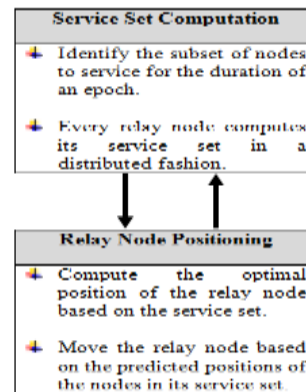 Service Set Computation
Identify the subset of nodes
to service for the duration of
an epoch.
Every relay node computes
its service set in a
distributed fashion.
Relay Node Positioning
Compute the optimal
position of the relay node
based on the service set.
Move the relay node based
on the predicted positions of
the nodes in its service set